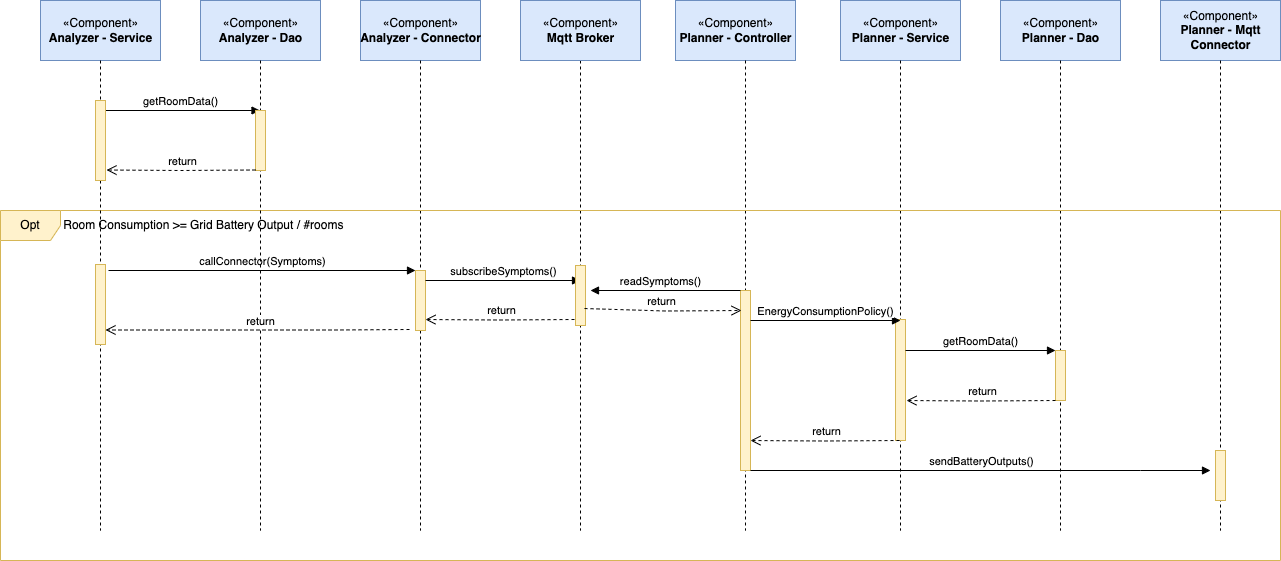 «Component»
Analyzer - Service
«Component»
Analyzer - Dao
«Component»
Analyzer - Connector
«Component»
Mqtt Broker
«Component»
Planner - Controller
«Component»
Planner - Service
«Component»
Planner - Dao
«Component»
Planner - Mqtt
Connector
getRoomData()
return
Opt
Room Consumption >= Grid Battery Output / #rooms
callConnector(Symptoms)
subscribeSymptoms()
readSymptoms()
return
return
return
EnergyConsumptionPolicy()
getRoomData()
return
return
sendBatteryOutputs()